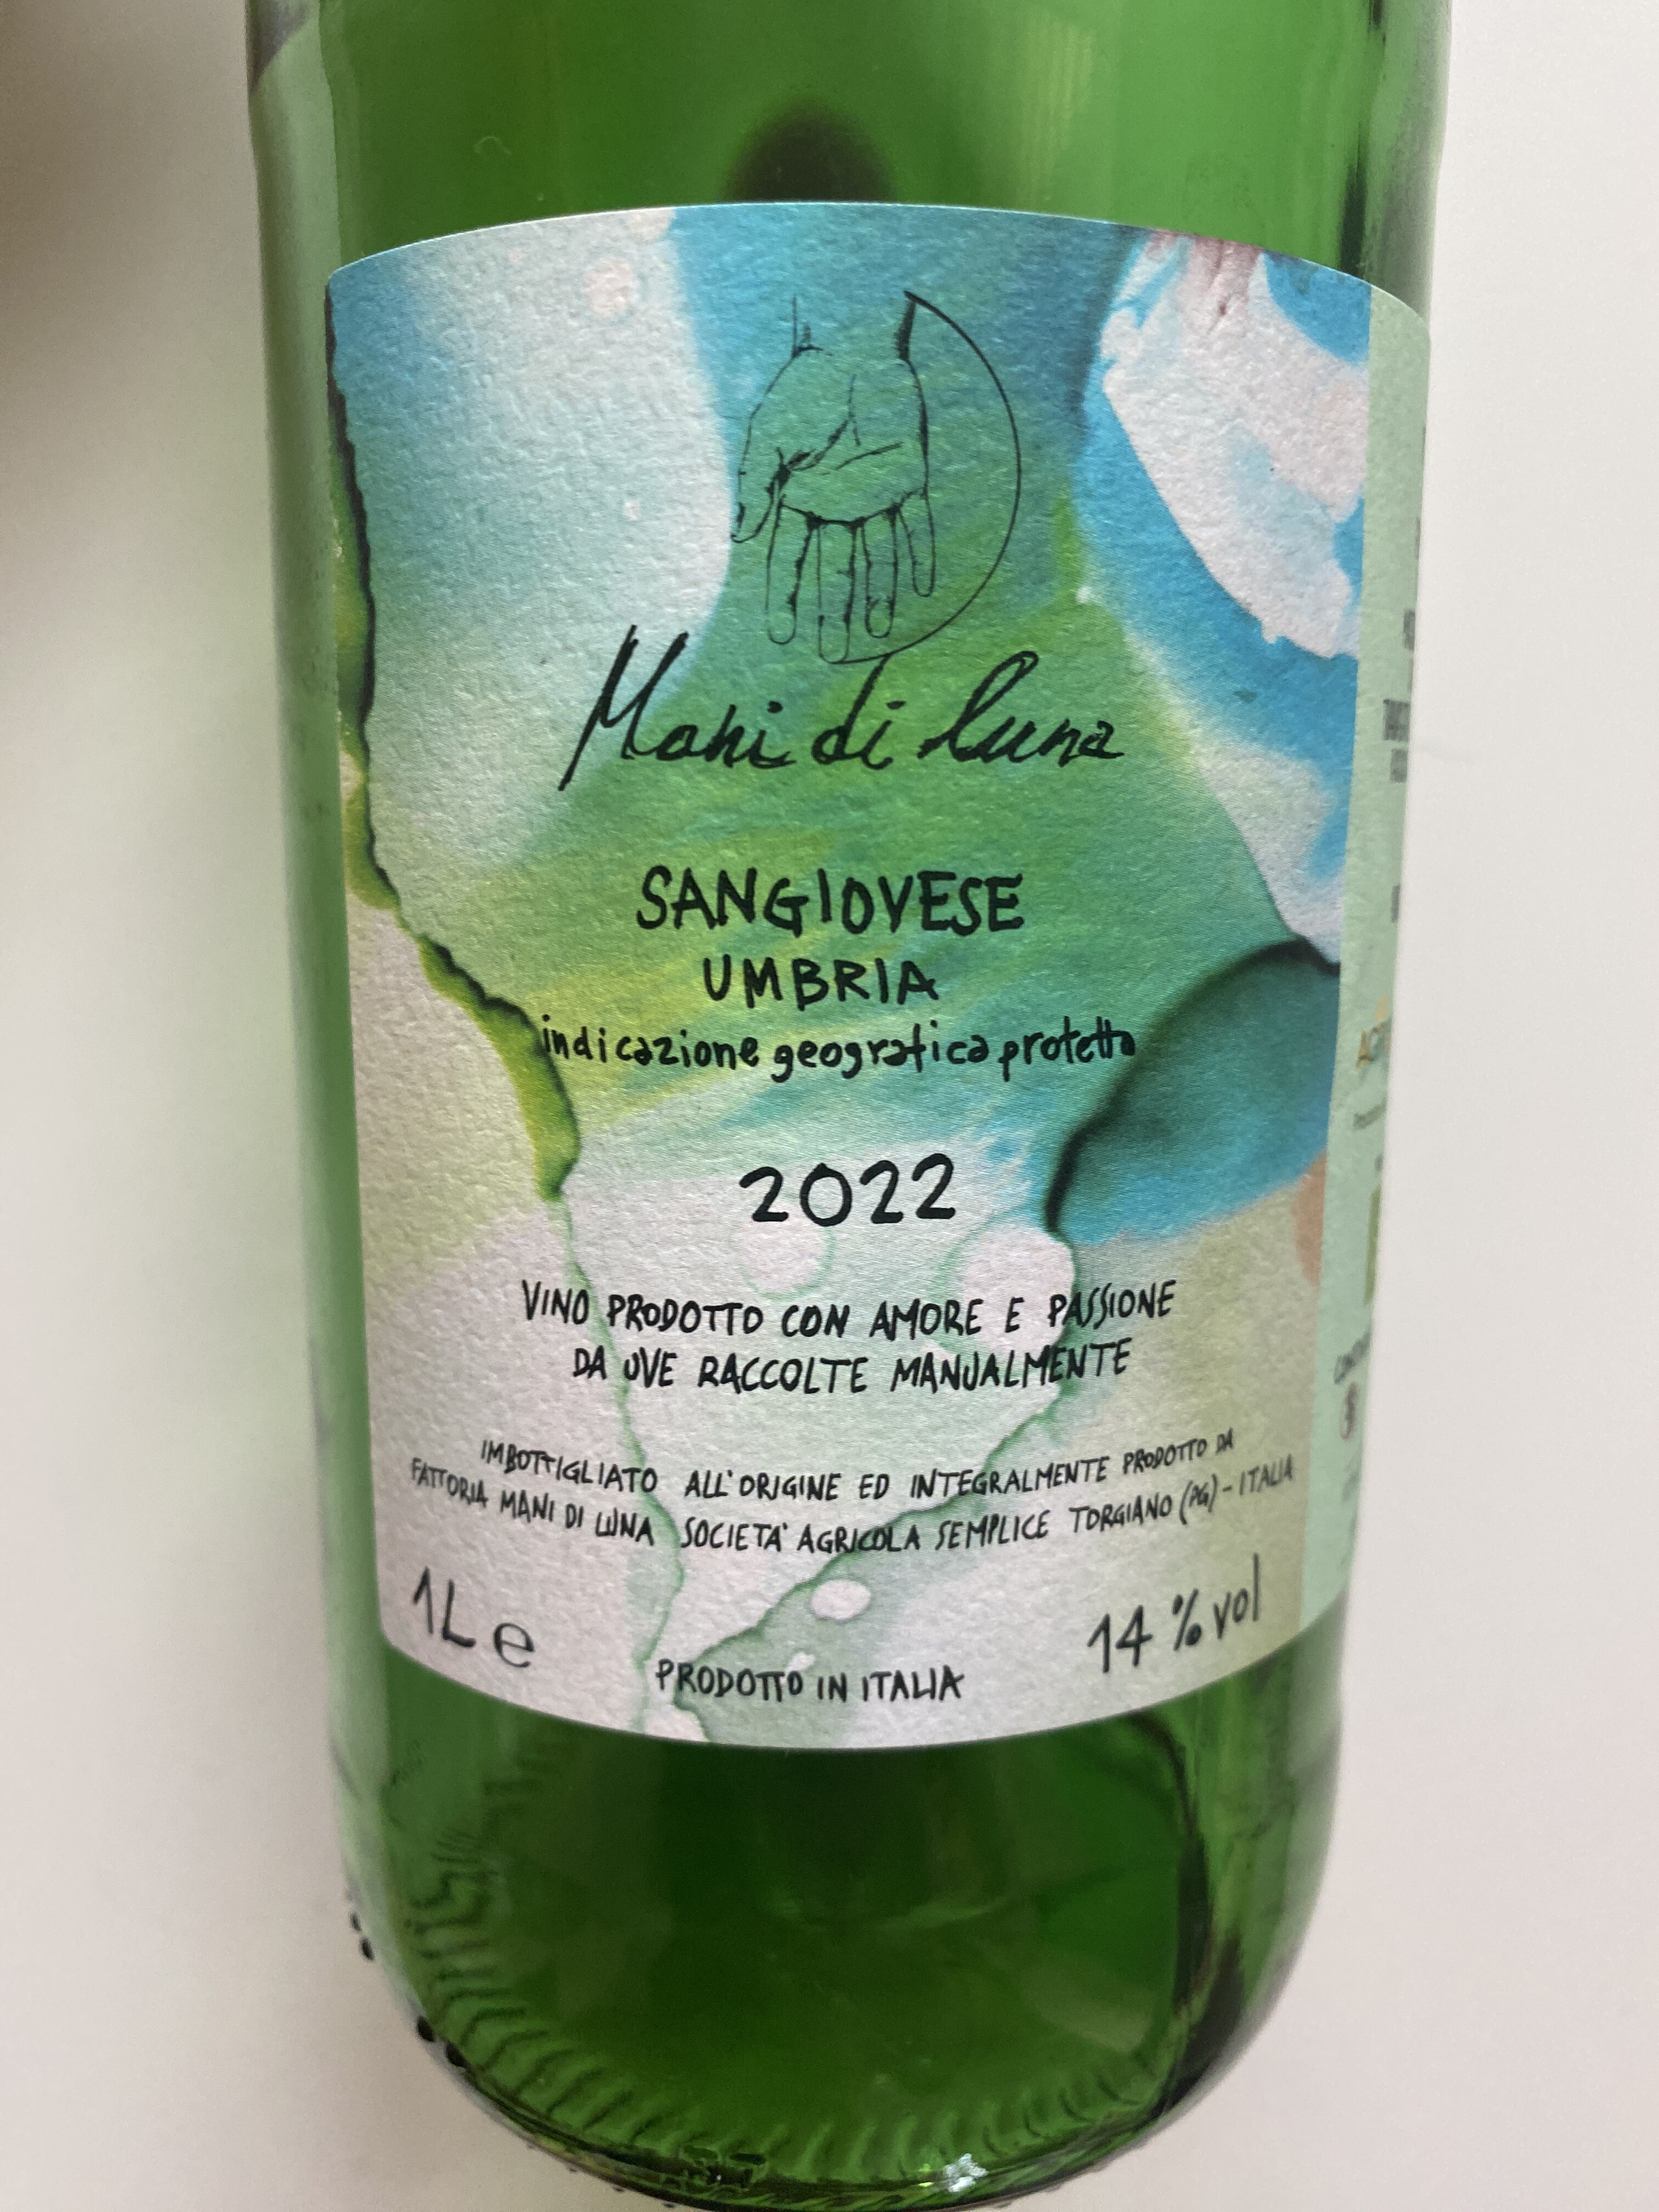 Mani di luna
SANGIOVESE
UMBRIA
indicazione geografica protetta
2022
VINO PRODOTTO CON AMORE E PASSIONE
DA UVE RACCOLTE MANUALMENTE
IMBOTTIGLIATO ALL'ORIGINE ED INTEGRALMENTE PRODOTTO DA
FATTORIA MANI DI LUNA SOCIETA' AGRICOLA SEMPLICE TORGIANO (PG) - ITALIA
1L e
14 % vol
PRODOTTO IN ITALIA